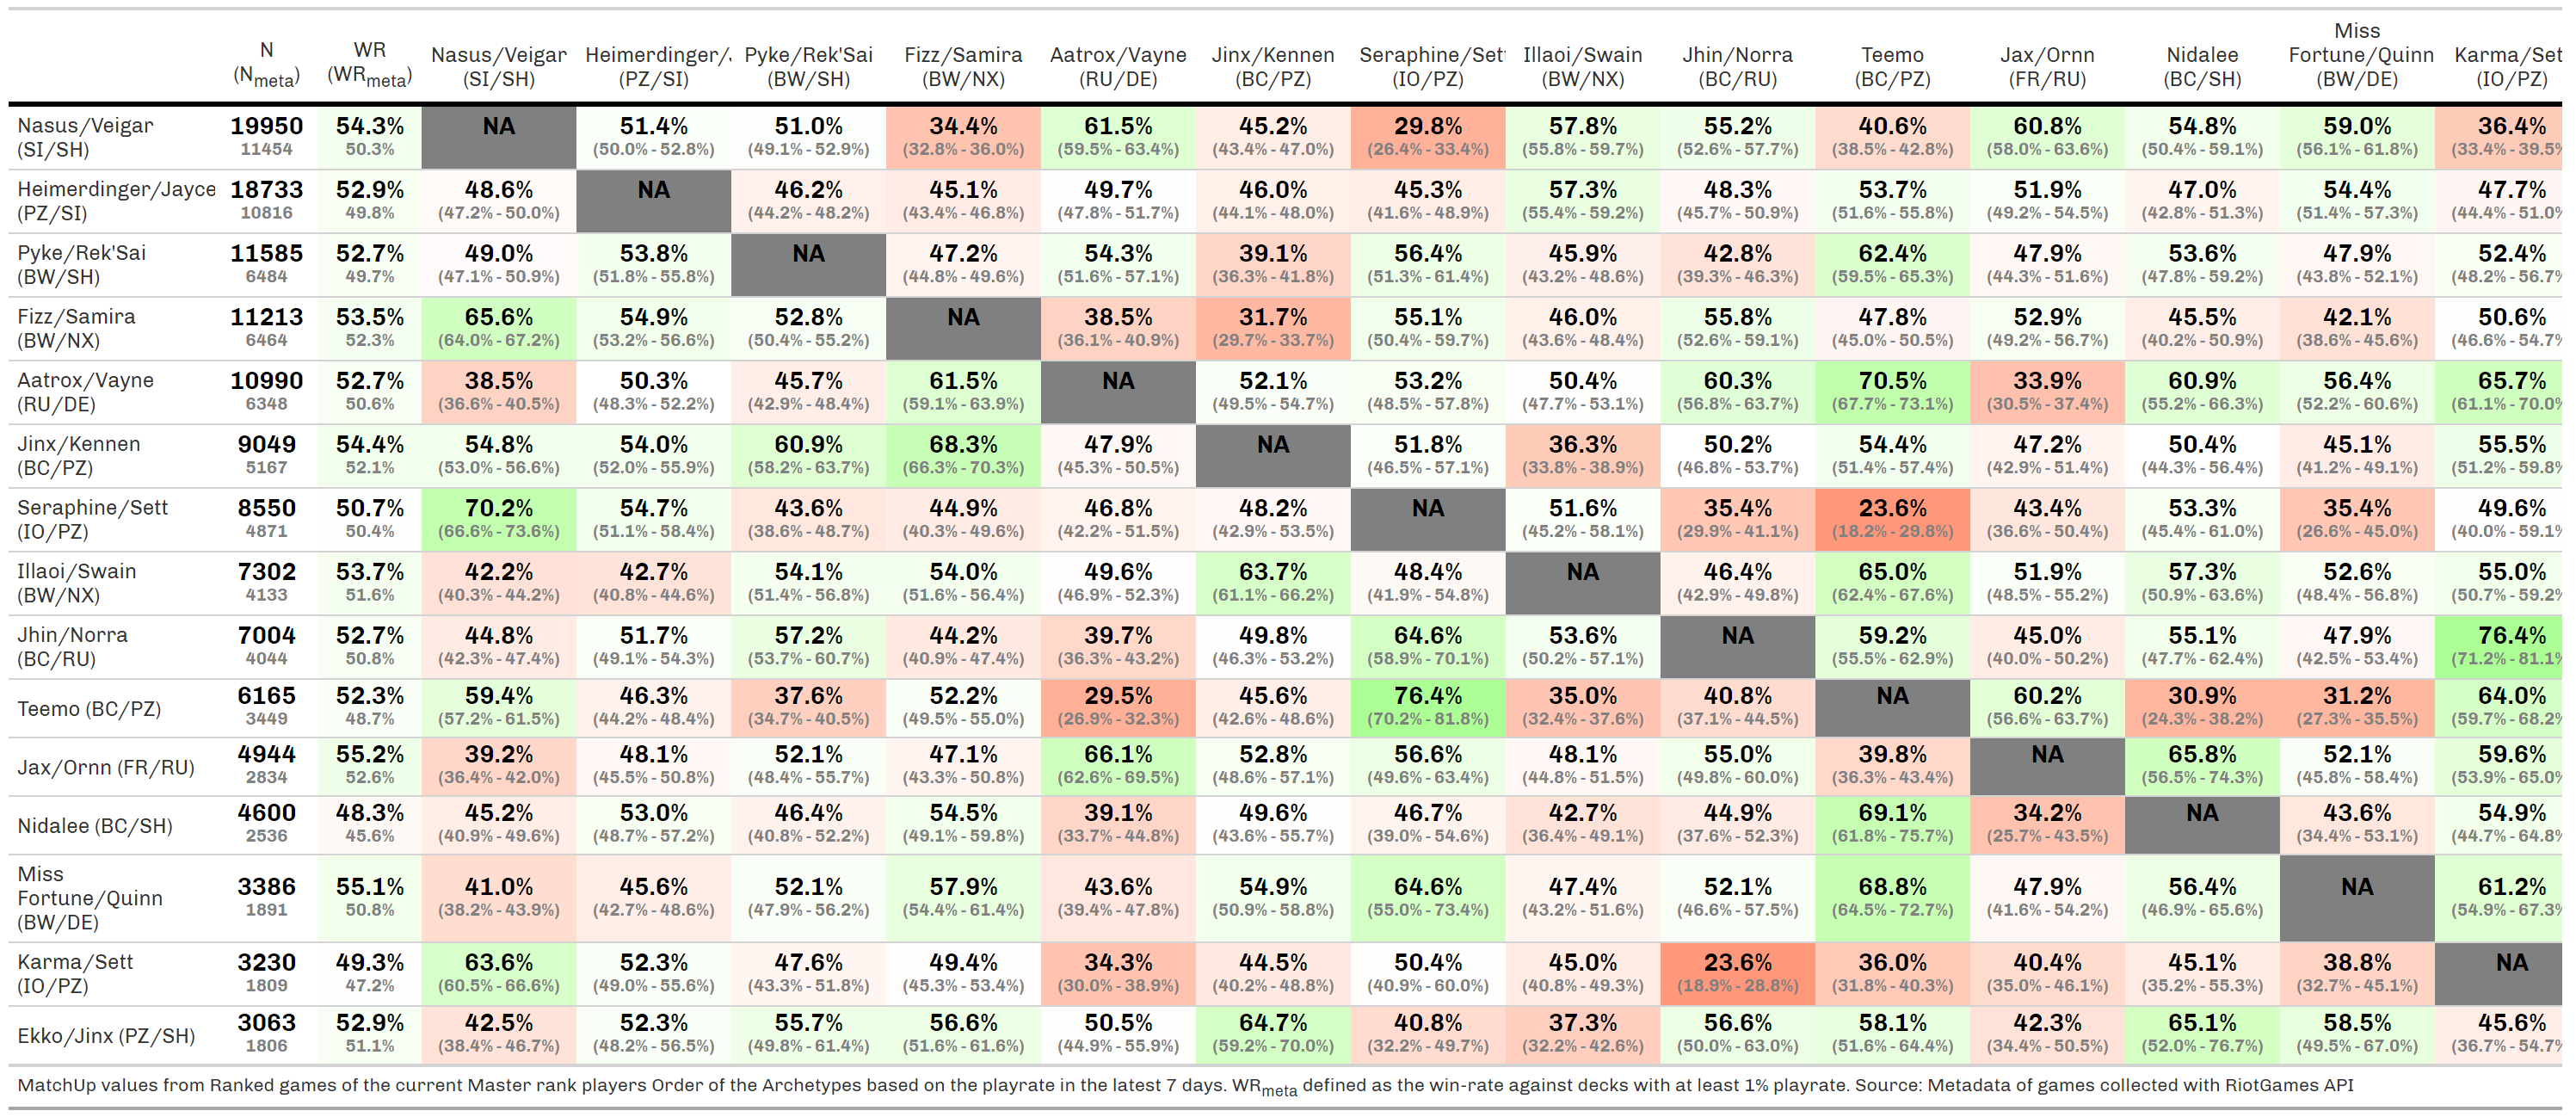 N WR Nasus/Veigar Heimerdinger/ Pyke/Rek'Sai Fizz/Samira Aatrox/Vayne Jinx/Kennen Seraphine/Sett Illaoi/Swain Jhin/Norra Teemo Jax/Ornn Nidalee Miss Fortune/Quinn Karma/Set
(Nmeta) (WRmeta) (SI/SH) (PZ/SI) (BW/SH) (BW/NX) (RU/DE) (BC/PZ) (IO/PZ) (BW/NX) (BC/RU) (BC/PZ) (FR/RU) (BC/SH) (BW/DE) (IO/PZ)
Nasus/Veigar 19950 54.3% NA 51.4% 51.0% 34.4% 61.5% 45.2% 29.8% 57.8% 55.2% 40.6% 60.8% 54.8% 59.0% 36.4%
(SI/SH) 11454 50.3% (50.0% - 52.8%) (49.1% - 52.9%) (32.8% - 36.0%) (59.5% - 63.4%) (43.4% - 47.0%) (26.4% - 33.4%) (55.8% - 59.7%) (52.6% - 57.7%) (38.5% - 42.8%) (58.0% - 63.6%) (50.4% - 59.1%) (56.1% - 61.8%) (33.4% - 39.5%
Heimerdinger/Jayce 18733 52.9% 48.6% NA 46.2% 45.1% 49.7% 46.0% 45.3% 57.3% 48.3% 53.7% 51.9% 47.0% 54.4% 47.7%
(PZ/SI) 10816 49.8% (47.2% - 50.0%) (44.2% - 48.2%) (43.4% - 46.8%) (47.8% - 51.7%) (44.1% - 48.0%) (41.6% - 48.9%) (55.4% - 59.2%) (45.7% - 50.9%) (51.6% - 55.8%) (49.2% - 54.5%) (42.8% - 51.3%) (51.4% - 57.3%) (44.4% - 51.0%
Pyke/Rek'Sai 11585 52.7% 49.0% 53.8% NA 47.2% 54.3% 39.1% 56.4% 45.9% 42.8% 62.4% 47.9% 53.6% 47.9% 52.4%
(BW/SH) 6484 49.7% (47.1% - 50.9%) (51.8% - 55.8%) (44.8% - 49.6%) (51.6% - 57.1%) (36.3% - 41.8%) (51.3% - 61.4%) (43.2% - 48.6%) (39.3% - 46.3%) (59.5% - 65.3%) (44.3% - 51.6%) (47.8% - 59.2%) (43.8% - 52.1%) (48.2% - 56.7%
Fizz/Samira 11213 53.5% 65.6% 54.9% 52.8% NA 38.5% 31.7% 55.1% 46.0% 55.8% 47.8% 52.9% 45.5% 42.1% 50.6%
(BW/NX) 6464 52.3% (64.0% - 67.2%) (53.2% - 56.6%) (50.4% - 55.2%) (36.1% - 40.9%) (29.7% - 33.7%) (50.4% - 59.7%) (43.6% - 48.4%) (52.6% - 59.1%) (45.0% - 50.5%) (49.2% - 56.7%) (40.2% - 50.9%) (38.6% - 45.6%) (46.6% - 54.7%
Aatrox/Vayne 10990 52.7% 38.5% 50.3% 45.7% 61.5% NA 52.1% 53.2% 50.4% 60.3% 70.5% 33.9% 60.9% 56.4% 65.7%
(RU/DE) 6348 50.6% (36.6% - 40.5%) (48.3% - 52.2%) (42.9% - 48.4%) (59.1% - 63.9%) (49.5% - 54.7%) (48.5% - 57.8%) (47.7% - 53.1%) (56.8% - 63.7%) (67.7% - 73.1%) (30.5% - 37.4%) (55.2% - 66.3%) (52.2% - 60.6%) (61.1% - 70.0%
Jinx/Kennen 9049 54.4% 54.8% 54.0% 60.9% 68.3% 47.9% NA 51.8% 36.3% 50.2% 54.4% 47.2% 50.4% 45.1% 55.5%
(BC/PZ) 5167 52.1% (53.0% - 56.6%) (52.0% - 55.9%) (58.2% - 63.7%) (66.3% - 70.3%) (45.3% - 50.5%) (46.5% - 57.1%) (33.8% - 38.9%) (46.8% - 53.7%) (51.4% - 57.4%) (42.9% - 51.4%) (44.3% - 56.4%) (41.2% - 49.1%) (51.2% - 59.8%
Seraphine/Sett 8550 50.7% 70.2% 54.7% 43.6% 44.9% 46.8% 48.2% NA 51.6% 35.4% 23.6% 43.4% 53.3% 35.4% 49.6%
(IO/PZ) 4871 50.4% (66.6% - 73.6%) (51.1% - 58.4%) (38.6% - 48.7%) (40.3% - 49.6%) (42.2% - 51.5%) (42.9% - 53.5%) (45.2% - 58.1%) (29.9% - 41.1%) (18.2% - 29.8%) (36.6% - 50.4%) (45.4% - 61.0%) (26.6% - 45.0%) (40.0% - 59.1%
Illaoi/Swain 7302 53.7% 42.2% 42.7% 54.1% 54.0% 49.6% 63.7% 48.4% NA 46.4% 65.0% 51.9% 57.3% 52.6% 55.0%
(BW/NX) 4133 51.6% (40.3% - 44.2%) (40.8% - 44.6%) (51.4% - 56.8%) (51.6% - 56.4%) (46.9% - 52.3%) (61.1% - 66.2%) (41.9% - 54.8%) (42.9% - 49.8%) (62.4% - 67.6%) (48.5% - 55.2%) (50.9% - 63.6%) (48.4% - 56.8%) (50.7% - 59.2%
Jhin/Norra 7004 52.7% 44.8% 51.7% 57.2% 44.2% 39.7% 49.8% 64.6% 53.6% NA 59.2% 45.0% 55.1% 47.9% 76.4%
(BC/RU) 4044 50.8% (42.3% - 47.4%) (49.1% - 54.3%) (53.7% - 60.7%) (40.9% - 47.4%) (36.3% - 43.2%) (46.3% - 53.2%) (58.9% - 70.1%) (50.2% - 57.1%) (55.5% - 62.9%) (40.0% - 50.2%) (47.7% - 62.4%) (42.5% - 53.4%) (71.2% - 81.1%
Teemo (BC/PZ) 6165 52.3% 59.4% 46.3% 37.6% 52.2% 29.5% 45.6% 76.4% 35.0% 40.8% NA 60.2% 30.9% 31.2% 64.0%
3449 48.7% (57.2% - 61.5%) (44.2% - 48.4%) (34.7% - 40.5%) (49.5% - 55.0%) (26.9% - 32.3%) (42.6% - 48.6%) (70.2% - 81.8%) (32.4% - 37.6%) (37.1% - 44.5%) (56.6% - 63.7%) (24.3% - 38.2%) (27.3% - 35.5%) (59.7% - 68.2%
Jax/Ornn (FR/RU) 4944 55.2% 39.2% 48.1% 52.1% 47.1% 66.1% 52.8% 56.6% 48.1% 55.0% 39.8% NA 65.8% 52.1% 59.6%
2834 52.6% (36.4% - 42.0%) (45.5% - 50.8%) (48.4% - 55.7%) (43.3% - 50.8%) (62.6% - 69.5%) (48.6% - 57.1%) (49.6% - 63.4%) (44.8% - 51.5%) (49.8% - 60.0%) (36.3% - 43.4%) (56.5% - 74.3%) (45.8% - 58.4%) (53.9% - 65.0%
Nidalee (BC/SH) 4600 48.3% 45.2% 53.0% 46.4% 54.5% 39.1% 49.6% 46.7% 42.7% 44.9% 69.1% 34.2% NA 43.6% 54.9%
2536 45.6% (40.9% - 49.6%) (48.7% - 57.2%) (40.8% - 52.2%) (49.1% - 59.8%) (33.7% - 44.8%) (43.6% - 55.7%) (39.0% - 54.6%) (36.4% - 49.1%) (37.6% - 52.3%) (61.8% - 75.7%) (25.7% - 43.5%) (34.4% - 53.1%) (44.7% - 64.8%
Miss
Fortune/Quinn 3386 55.1% 41.0% 45.6% 52.1% 57.9% 43.6% 54.9% 64.6% 47.4% 52.1% 68.8% 47.9% 56.4% NA 61.2%
(BW/DE) 1891 50.8% (38.2% - 43.9%) (42.7% - 48.6%) (47.9% - 56.2%) (54.4% - 61.4%) (39.4% - 47.8%) (50.9% - 58.8%) (55.0% - 73.4%) (43.2% - 51.6%) (46.6% - 57.5%) (64.5% - 72.7%) (41.6% - 54.2%) (46.9% - 65.6%) (54.9% - 67.3%
Karma/Sett 3230 49.3% 63.6% 52.3% 47.6% 49.4% 34.3% 44.5% 50.4% 45.0% 23.6% 36.0% 40.4% 45.1% 38.8% NA
(IO/PZ) 1809 47.2% (60.5% - 66.6%) (49.0% - 55.6%) (43.3% - 51.8%) (45.3% - 53.4%) (30.0% - 38.9%) (40.2% - 48.8%) (40.9% - 60.0%) (40.8% - 49.3%) (18.9% - 28.8%) (31.8% - 40.3%) (35.0% - 46.1%) (35.2% - 55.3%) (32.7% - 45.1%)
Ekko/Jinx (PZ/SH) 3063 52.9% 42.5% 52.3% 55.7% 56.6% 50.5% 64.7% 40.8% 37.3% 56.6% 58.1% 42.3% 65.1% 58.5% 45.6%
1806 51.1% (38.4% - 46.7%) (48.2% - 56.5%) (49.8% - 61.4%) (51.6% - 61.6%) (44.9% - 55.9%) (59.2% - 70.0%) (32.2% - 49.7%) (32.2% - 42.6%) (50.0% - 63.0%) (51.6% - 64.4%) (34.4% - 50.5%) (52.0% - 76.7%) (49.5% - 67.0%) (36.7% - 54.7%
MatchUp values from Ranked games of the current Master rank players Order of the Archetypes based on the playrate in the latest 7 days. WRmeta defined as the win-rate against decks with at least 1% playrate. Source: Metadata of games collected with RiotGames API